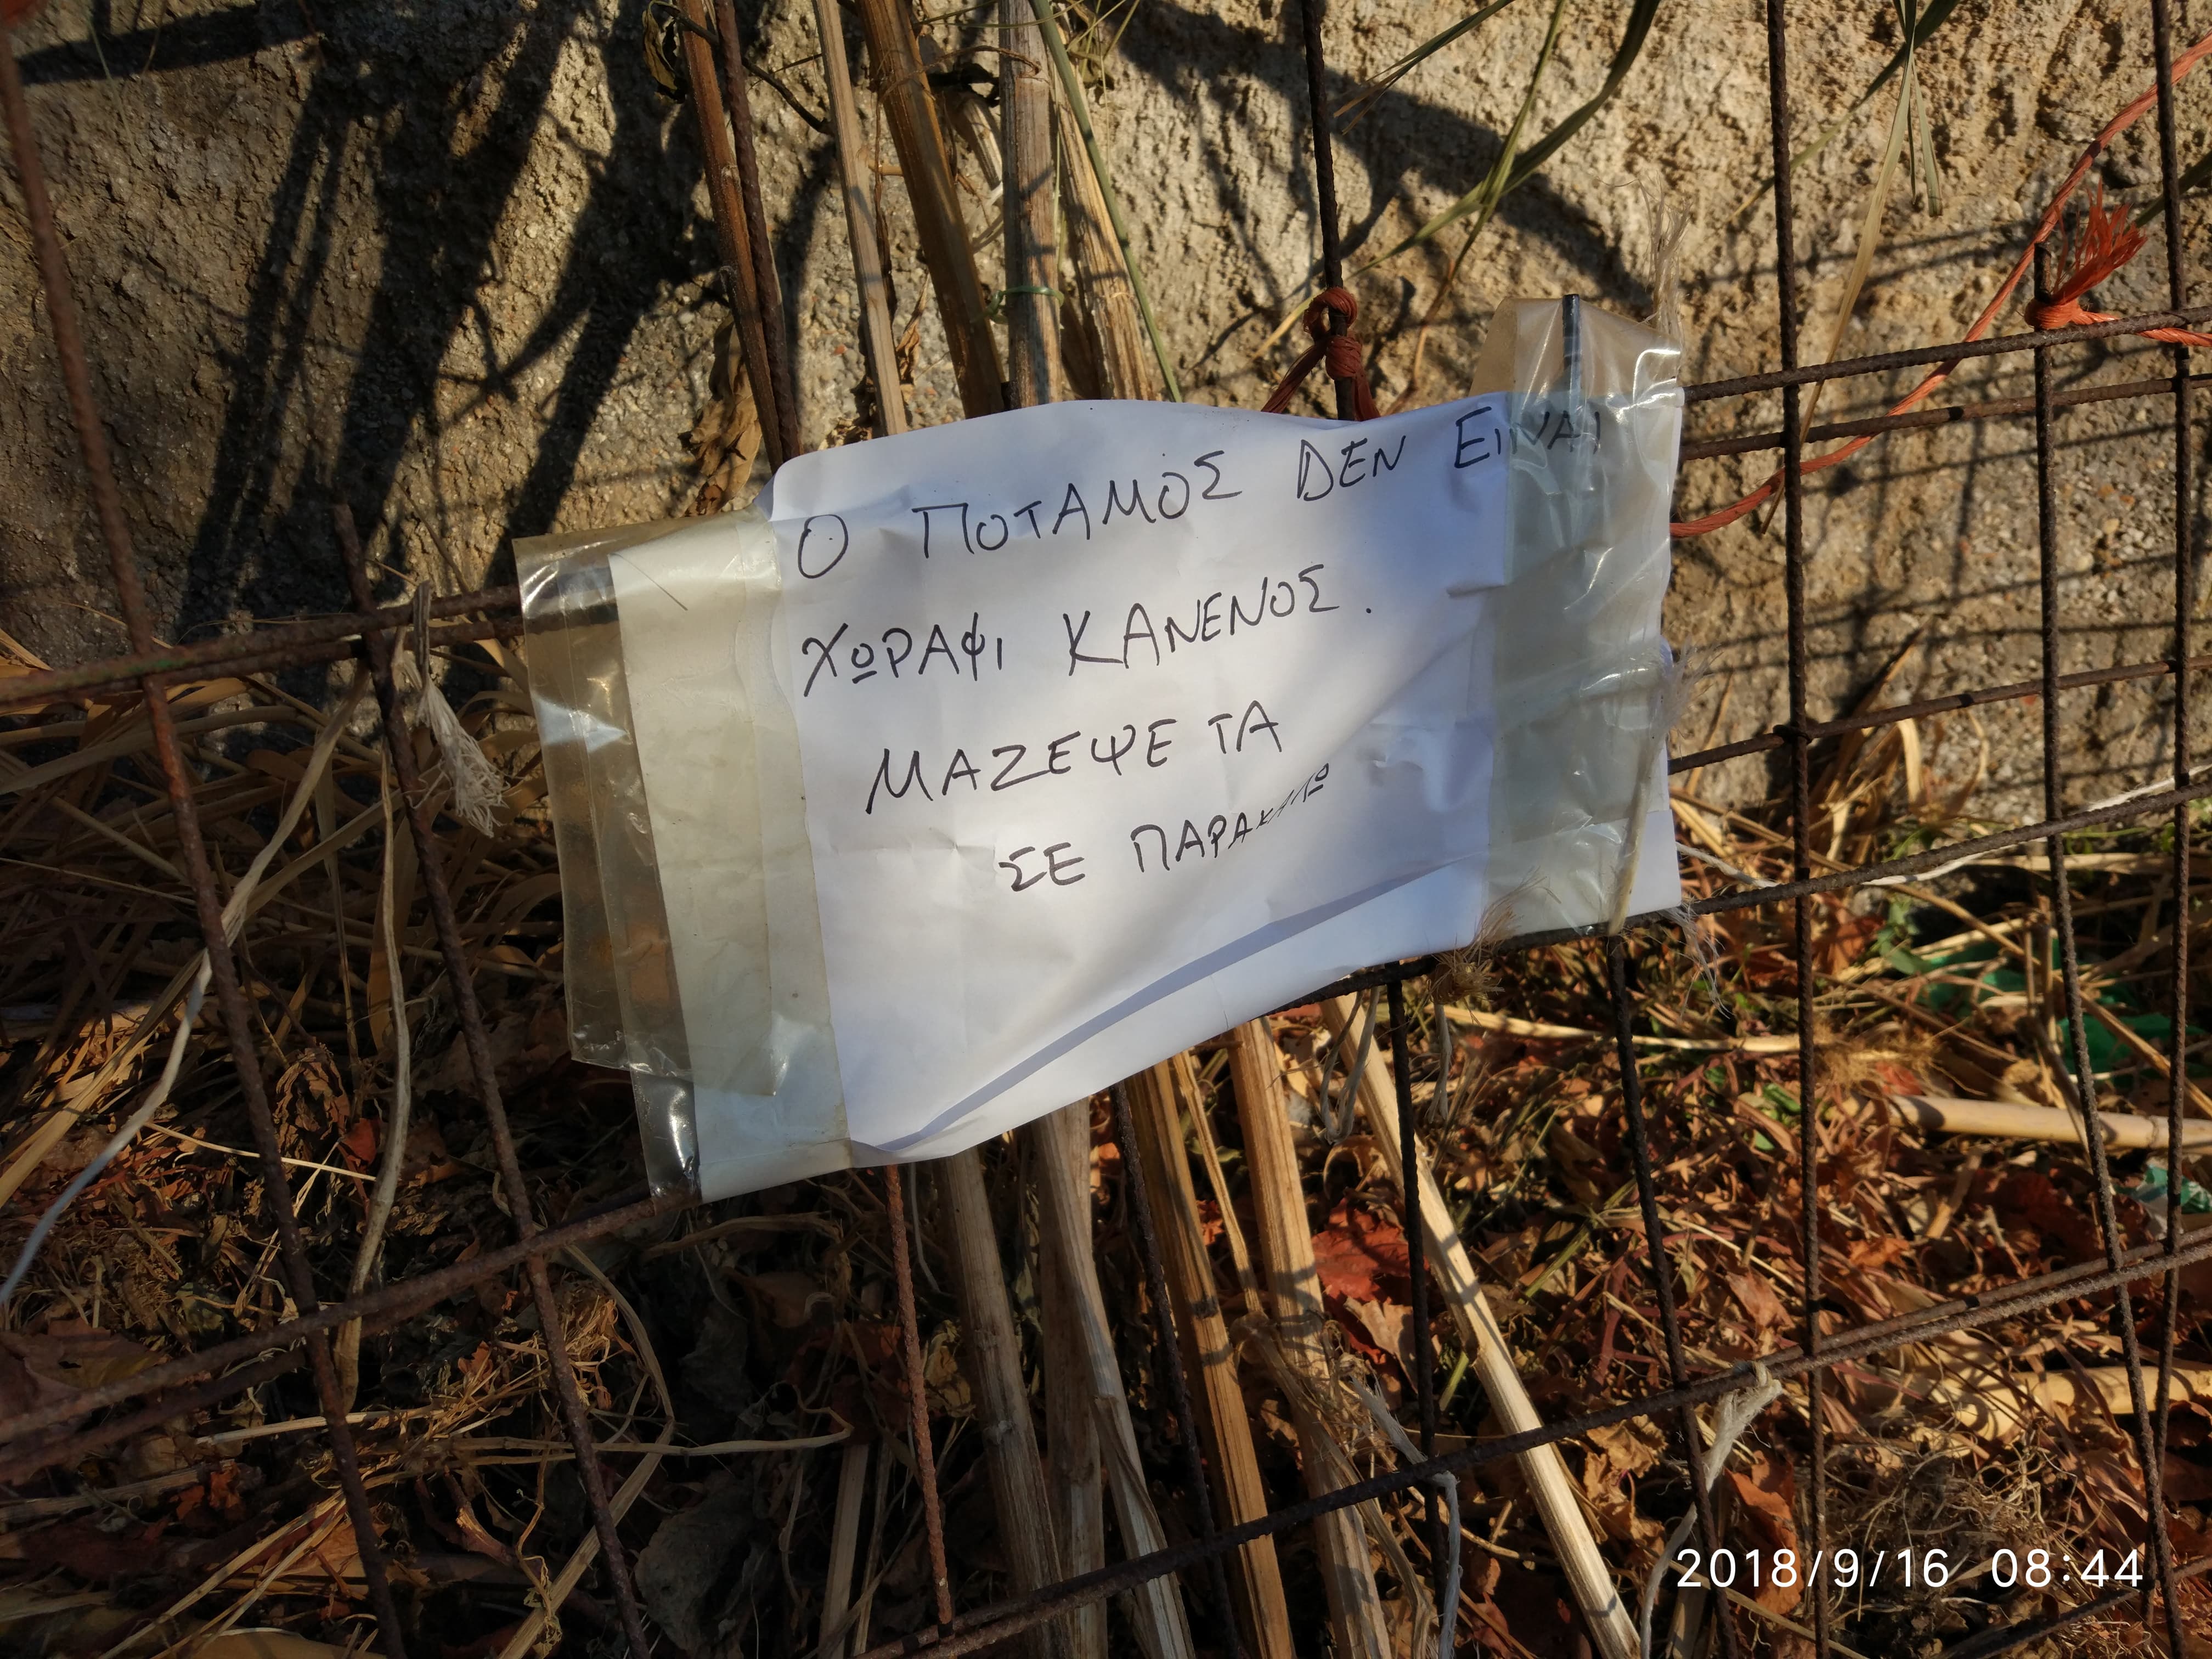 Ο ΠΟΤΑΜΟΣ ΔΕΝ ΕΙΝΑΙ
ΧΩΡΑΦΙ ΚΑΝΕΝΟΣ.
ΜΑΖΕΨΕ ΤΑ
ΣΕ ΠΑΡΑΚΑΛΩ
2018/9/16 08:44